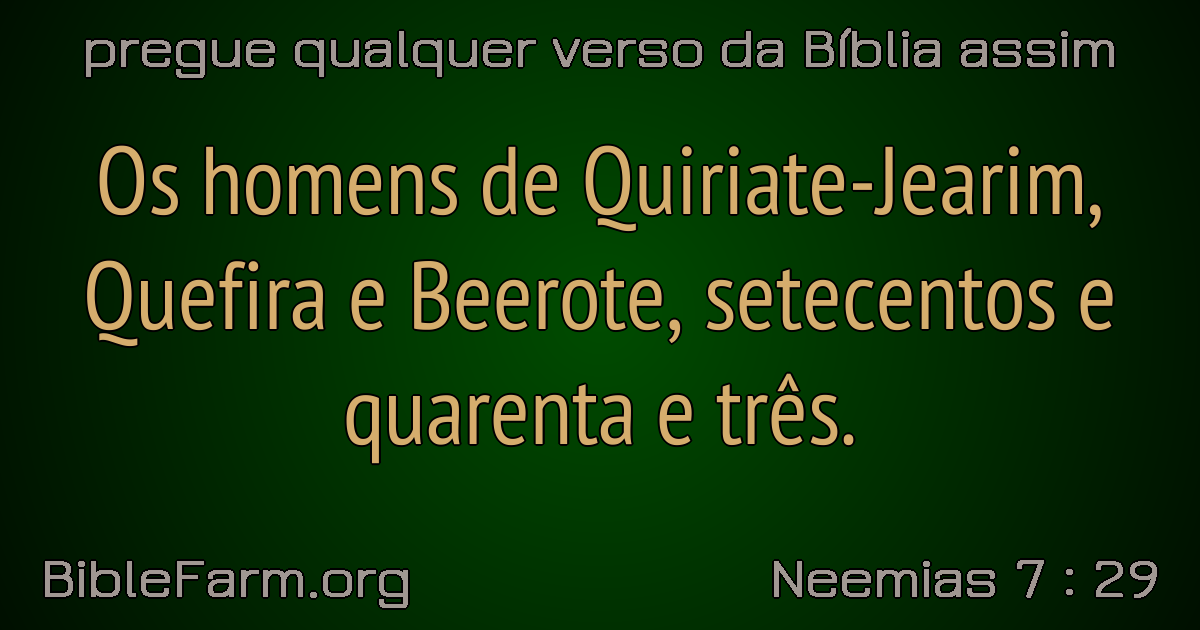 pregue qualquer verso da Bíblia assim
Os homens de Quiriate-Jearim,
Quefira e Beerote, setecentos e
quarenta e três.
BibleFarm.org
Neemias 7 : 29